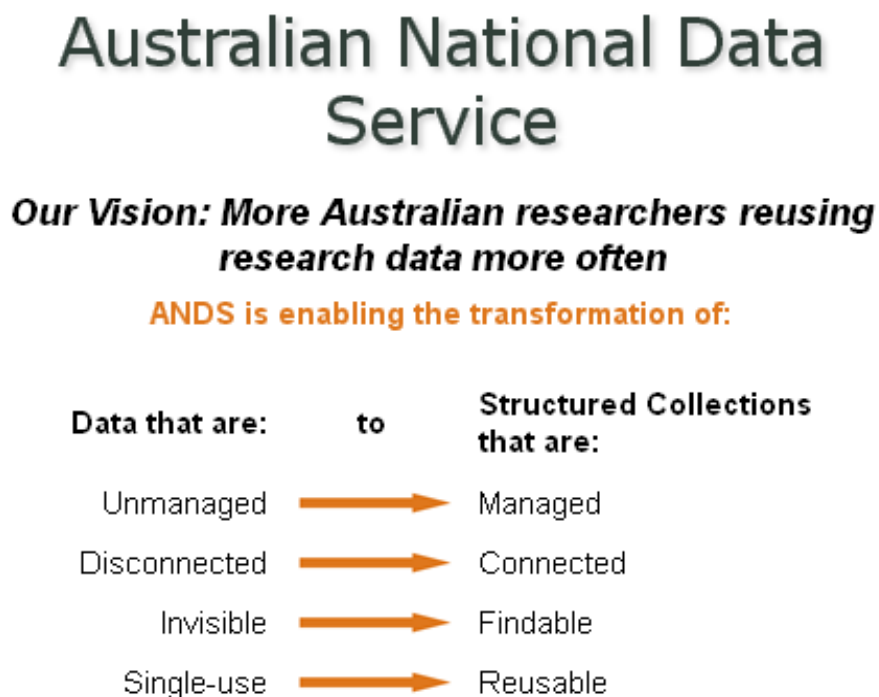 Australian National Data
Service
Our Vision: More Australian researchers reusing
research data more often
ANDS is enabling the transformation of:
Data that are: to Structured Collections
that are:
Unmanaged Managed
Disconnected Connected
Invisible Findable
Single-use Reusable